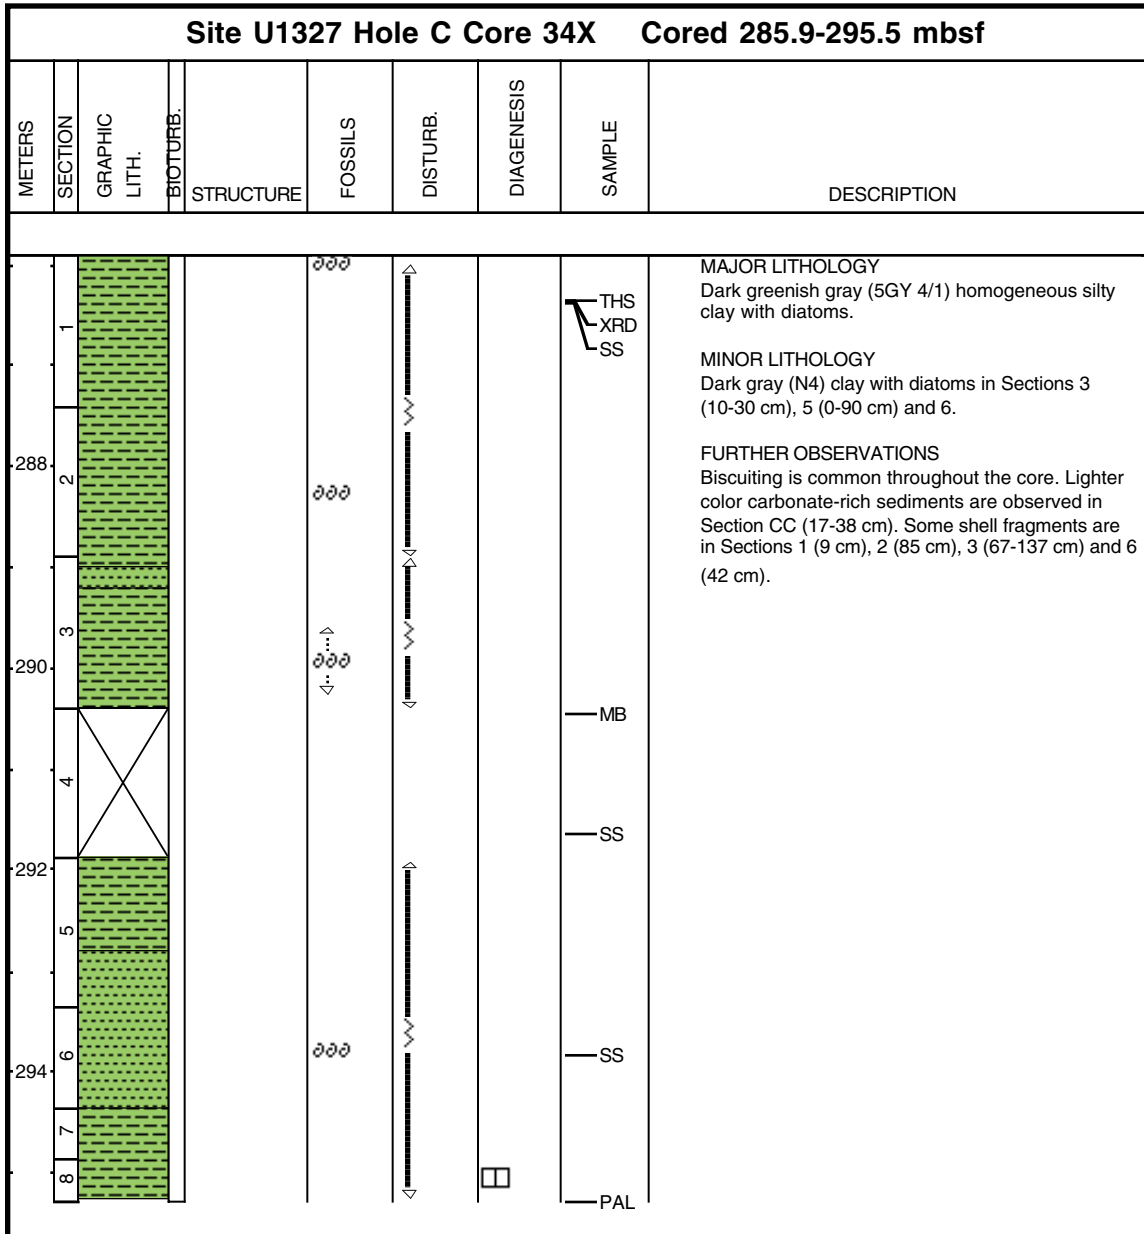 Site U1327 Hole C Core 34X Cored 285.9-295.5 mbsf
METERS
SECTION
GRAPHIC
LITH.
BIOTURB.
STRUCTURE
FOSSILS
DISTURB.
DIAGENESIS
SAMPLE
DESCRIPTION
MAJOR LITHOLOGY
Dark greenish gray (5GY 4/1) homogeneous silty
clay with diatoms.
MINOR LITHOLOGY
Dark gray (N4) clay with diatoms in Sections 3
(10-30 cm), 5 (0-90 cm) and 6.
FURTHER OBSERVATIONS
Biscuiting is common throughout the core. Lighter
color carbonate-rich sediments are observed in
Section CC (17-38 cm). Some shell fragments are
in Sections 1 (9 cm), 2 (85 cm), 3 (67-137 cm) and 6
(42 cm).
THS
XRD
SS
MB
SS
SS
PAL
288
290
292
294
1
2
3
4
5
6
7
8